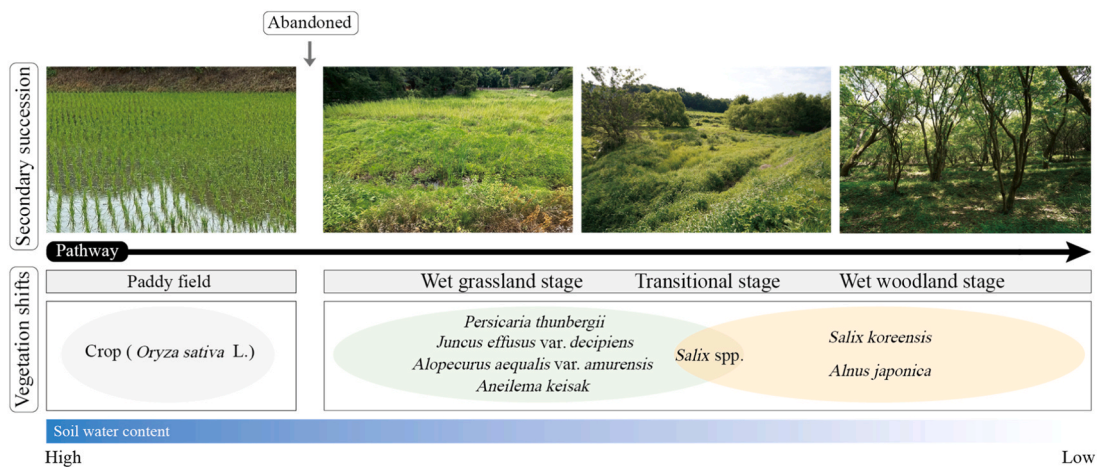 Abandoned
Secondary succession
Pathway
Vegetation shifts
Paddy field
Wet grassland stage
Transitional stage
Wet woodland stage
Crop ( Oryza sativa L.)
Persicaria thunbergii
Juncus effusus var. decipiens
Alopecurus aequalis var. amurensis
Aneilema keisak
Salix spp.
Salix koreensis
Alnus japonica
Soil water content
High
Low